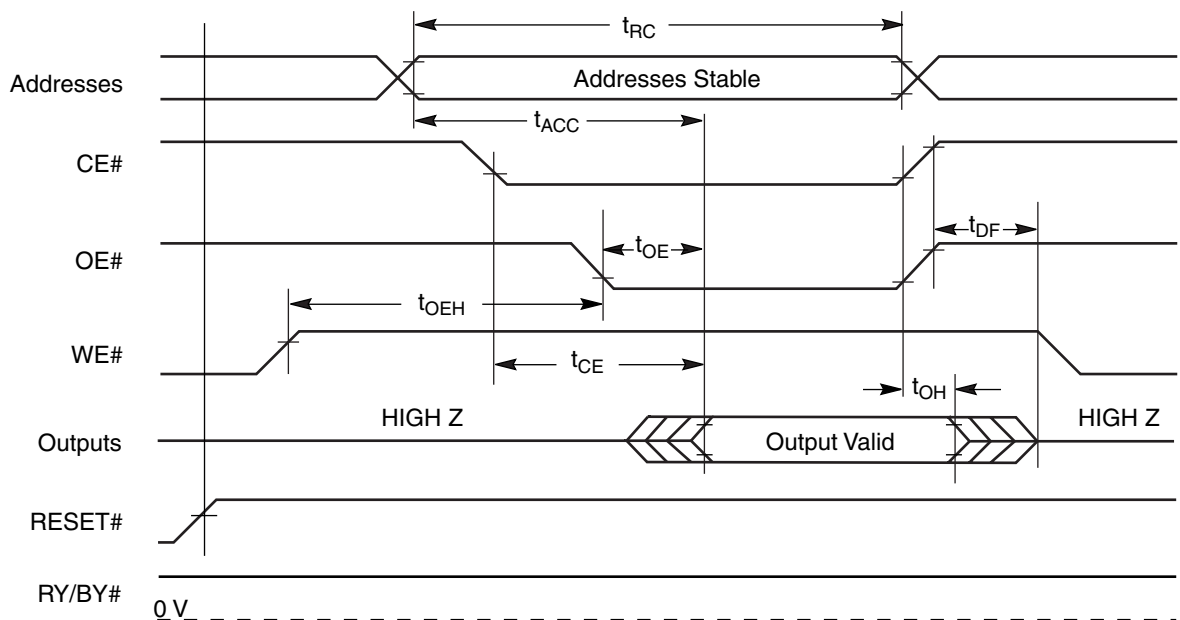 tRC
Addresses
Addresses Stable
tACC
CE#
tDF
OE#
tOE
tOEH
WE#
tCE
tOH
HIGH Z
HIGH Z
Outputs
Output Valid
RESET#
RY/BY#
0 V